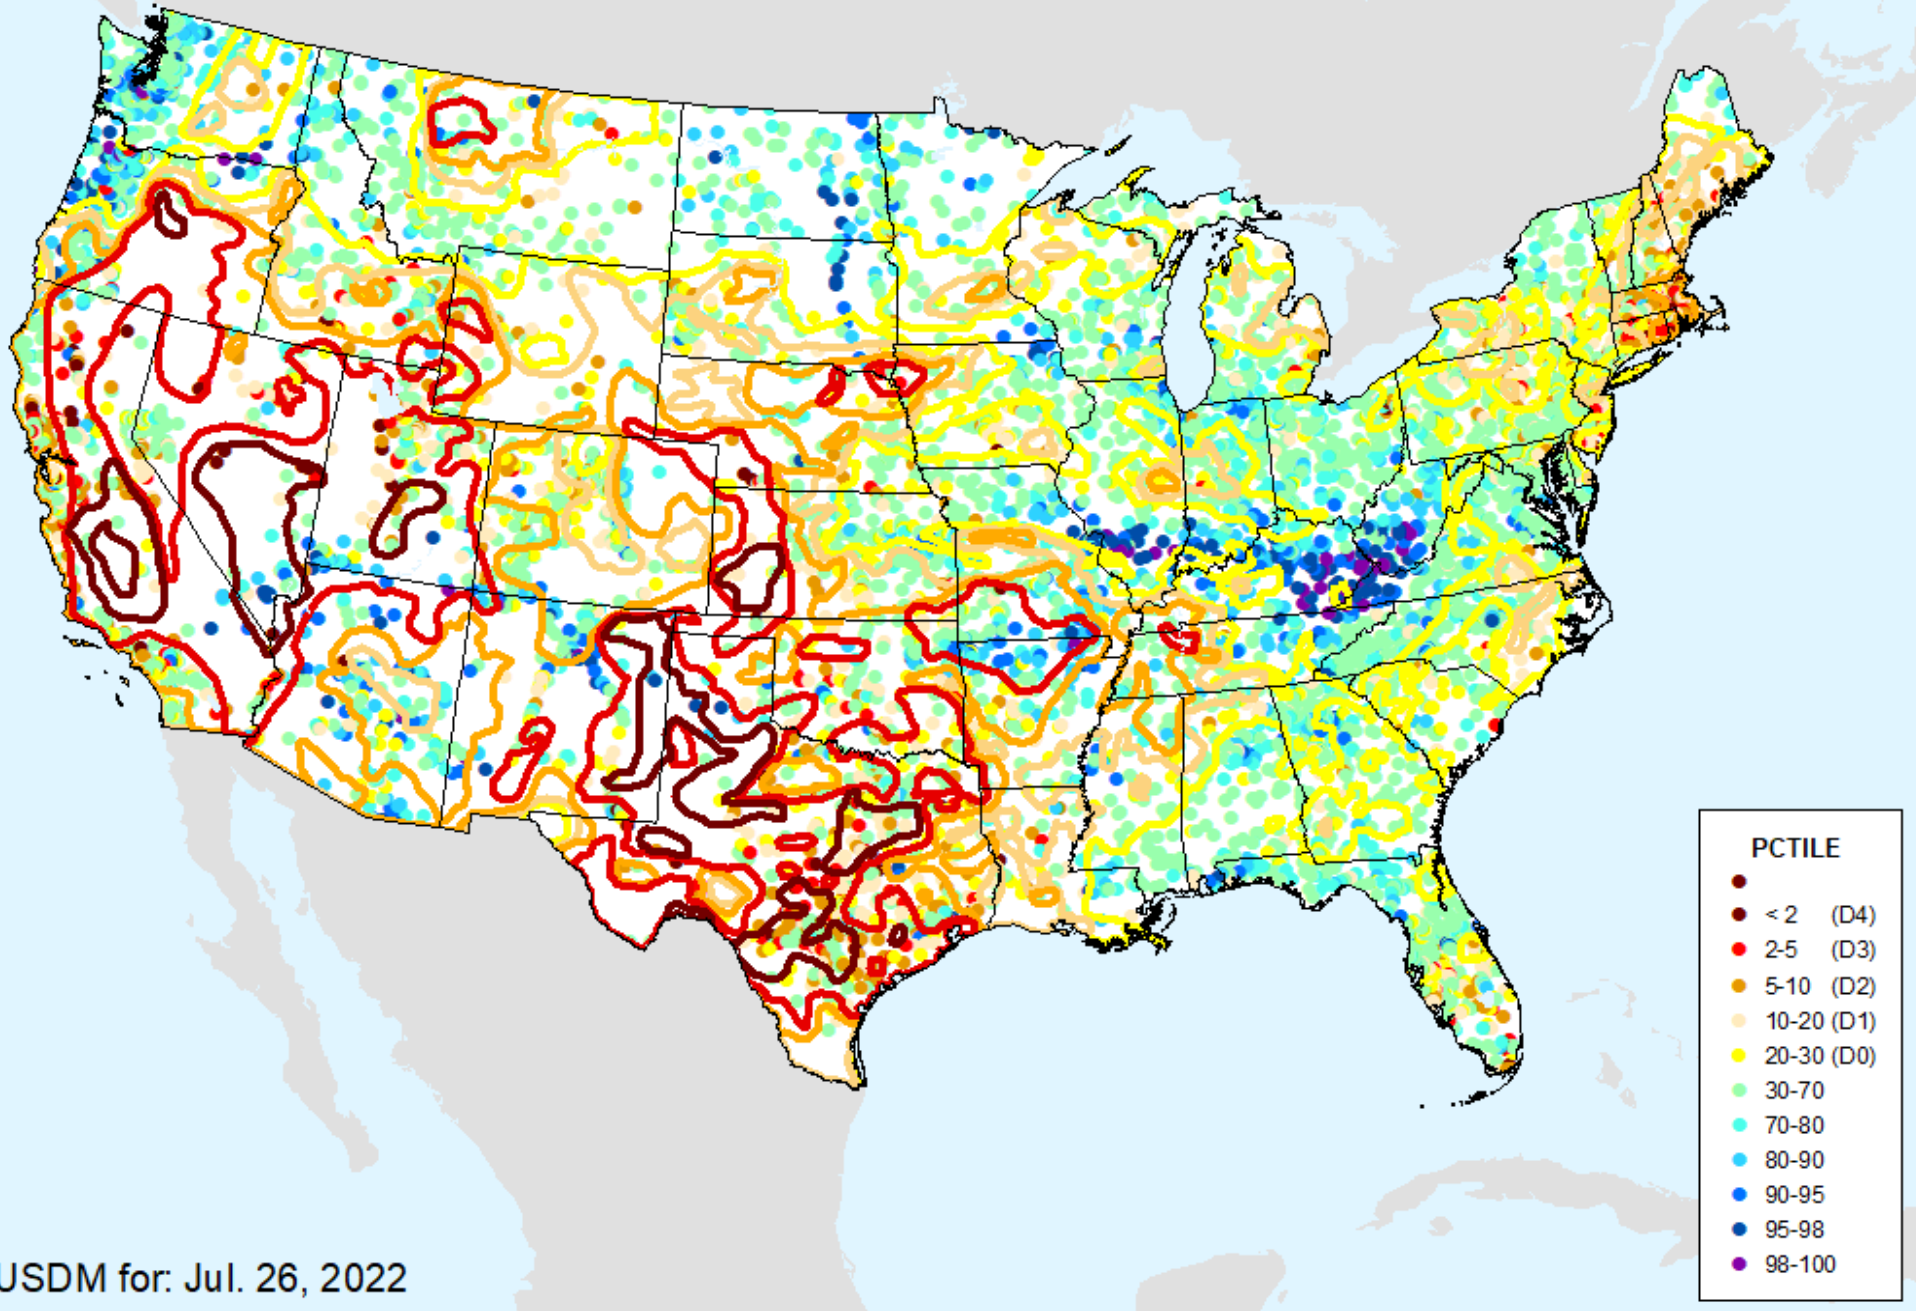 PCTILE
< 2 (D4)
2-5 (D3)
5-10 (D2)
10-20 (D1)
20-30 (D0)
30-70
70-80
80-90
90-95
95-98
98-100
USDM for: Jul. 26, 2022